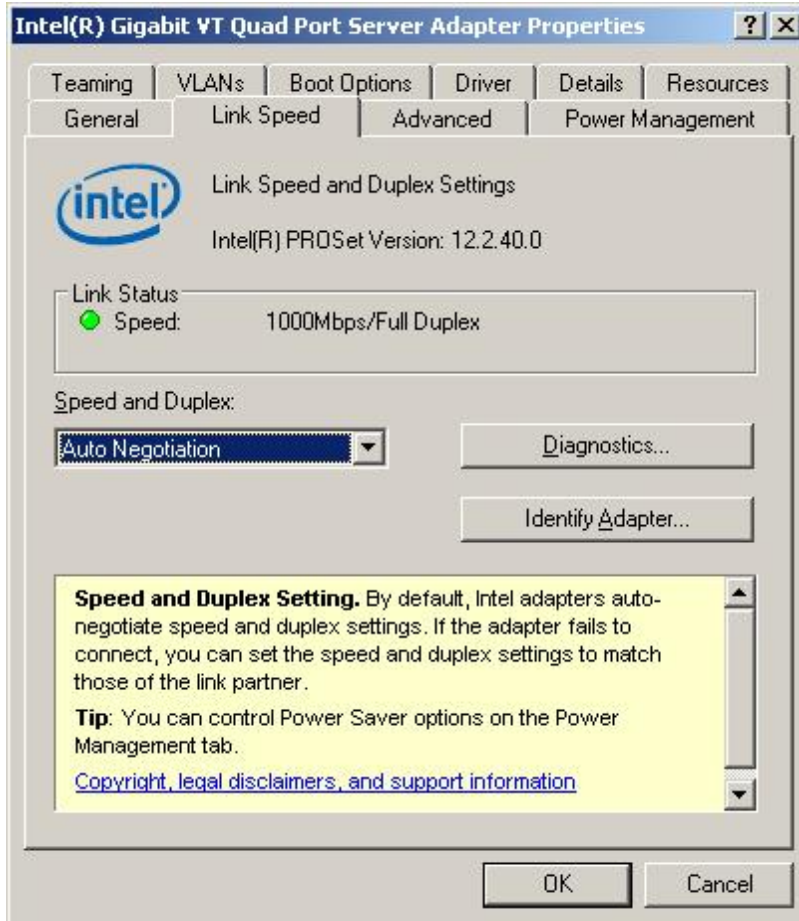 Intel(R) Gigabit VT Quad Port Server Adapter Properties
Teaming VLANs Boot Options Driver Details Resources
General Link Speed Advanced Power Management
intel
Link Speed and Duplex Settings
Intel(R) PROSet Version: 12.2.40.0
Link Status
Speed: 1000Mbps/Full Duplex
Speed and Duplex:
Auto Negotiation
Diagnostics...
Identify Adapter...
Speed and Duplex Setting. By default, Intel adapters auto-
negotiate speed and duplex settings. If the adapter fails to
connect, you can set the speed and duplex settings to match
those of the link partner.
Tip: You can control Power Saver options on the Power
Management tab.
Copyright, legal disclaimers, and support information
OK Cancel